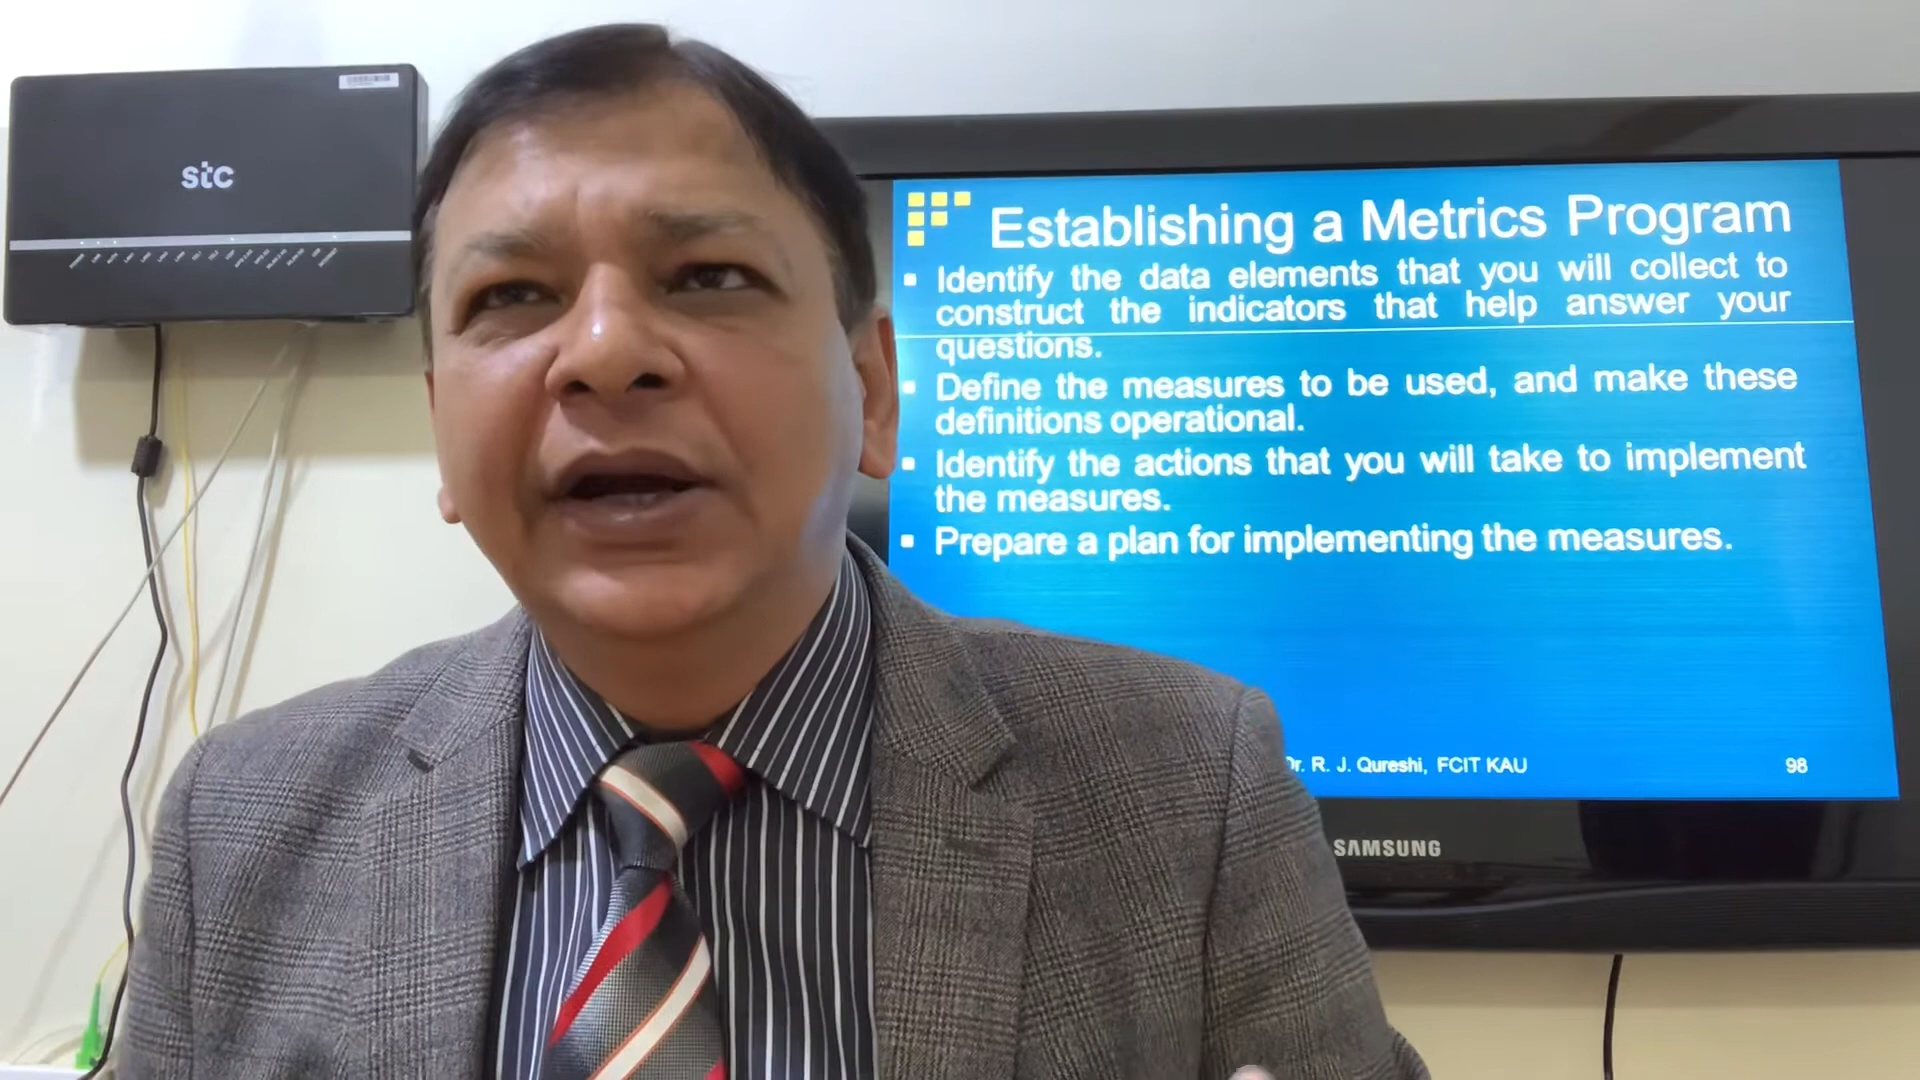 stc
Establishing a Metrics Program
▪ Identify the data elements that you will collect to
construct the indicators that help answer your
questions.
▪ Define the measures to be used, and make these
definitions operational.
▪ Identify the actions that you will take to implement
the measures.
▪ Prepare a plan for implementing the measures.
Dr. R. J. Qureshi, FCIT KAU 98
SAMSUNG